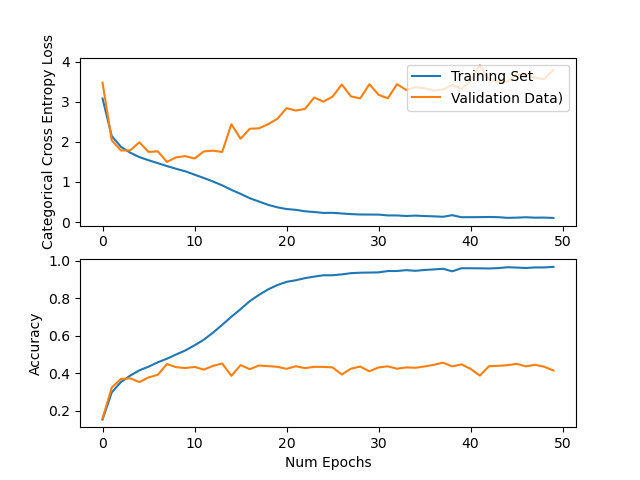 Categorical Cross Entropy Loss
4
3
2
1
0
Training Set
Validation Data)
0 10 20 30 40 50
Accuracy
1.0
0.8
0.6
0.4
0.2
0 10 20 30 40 50
Num Epochs